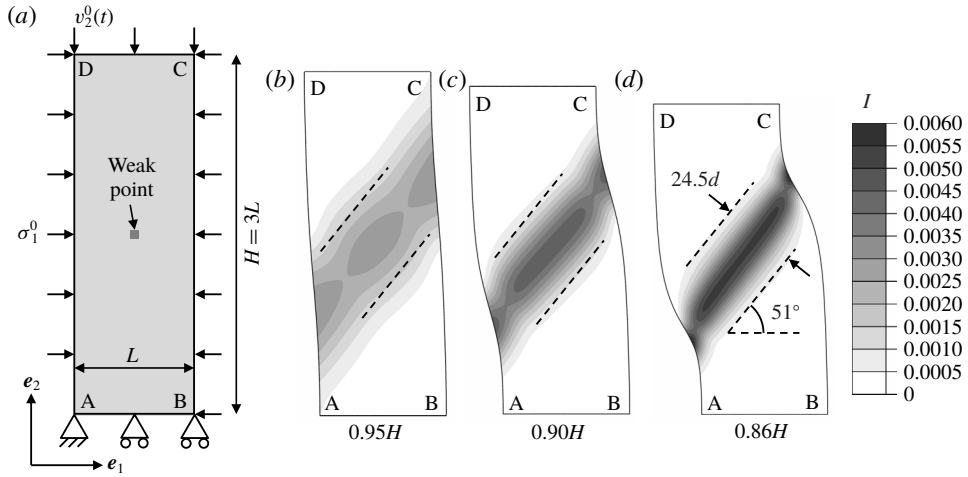 (a)
v₂⁰(t)
D
C
Weak
point
σ₁⁰
H = 3L
L
A
B
e₂
e₁
(b)
D
C
A
B
0.95H
(c)
D
C
A
B
0.90H
(d)
D
C
24.5d
51°
A
B
0.86H
I
0.0060
0.0055
0.0050
0.0045
0.0040
0.0035
0.0030
0.0025
0.0020
0.0015
0.0010
0.0005
0